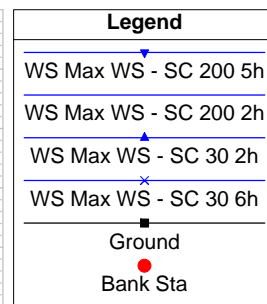 Legend
WS Max WS - SC 200 5h
WS Max WS - SC 200 2h
WS Max WS - SC 30 2h
WS Max WS - SC 30 6h
Ground
Bank Sta